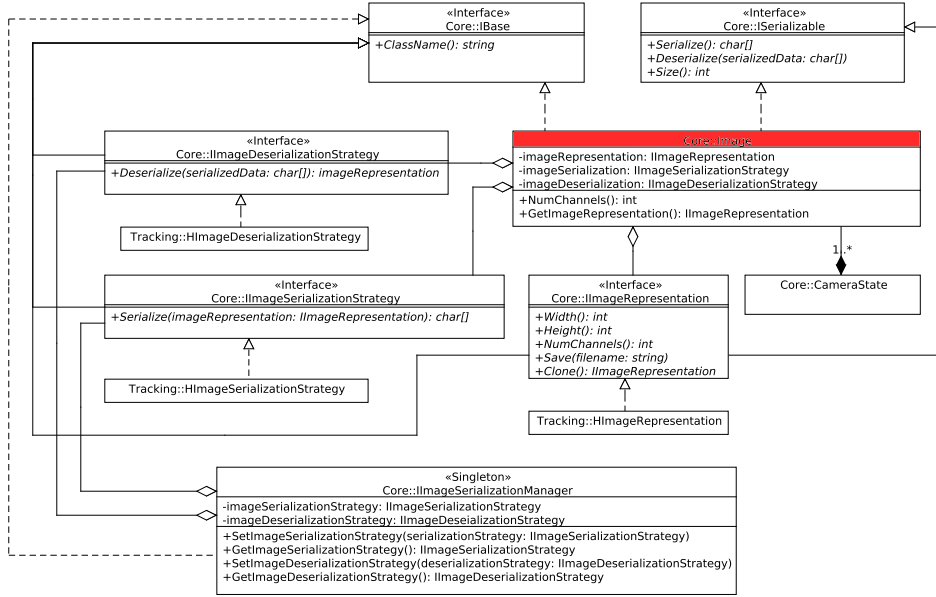 «Interface»
Core::IBase
+ClassName(): string
«Interface»
Core::ISerializable
+Serialize(): char[]
+Deserialize(serializedData: char[])
+Size(): int
«Interface»
Core::IImageDeserializationStrategy
+Deserialize(serializedData: char[]): imageRepresentation
Core::Image
-imageRepresentation: IImageRepresentation
-imageSerialization: IImageSerializationStrategy
-imageDeserialization: IImageDeserializationStrategy
+NumChannels(): int
+GetImageRepresentation(): IImageRepresentation
Tracking::HImageDeserializationStrategy
1..*
«Interface»
Core::IImageSerializationStrategy
+Serialize(imageRepresentation: IImageRepresentation): char[]
«Interface»
Core::IImageRepresentation
+Width(): int
+Height(): int
+NumChannels(): int
+Save(filename: string)
+Clone(): IImageRepresentation
Core::CameraState
Tracking::HImageSerializationStrategy
Tracking::HImageRepresentation
«Singleton»
Core::IImageSerializationManager
-imageSerializationStrategy: IImageSerializationStrategy
-imageDeserializationStrategy: IImageDeseializationStrategy
+SetImageSerializationStrategy(serializationStrategy: IImageSerializationStrategy)
+GetImageSerializationStrategy(): IImageSerializationStrategy
+SetImageDeserializationStrategy(deserializationStrategy: IImageDeserializationStrategy)
+GetImageDeserializationStrategy(): IImageDeserializationStrategy